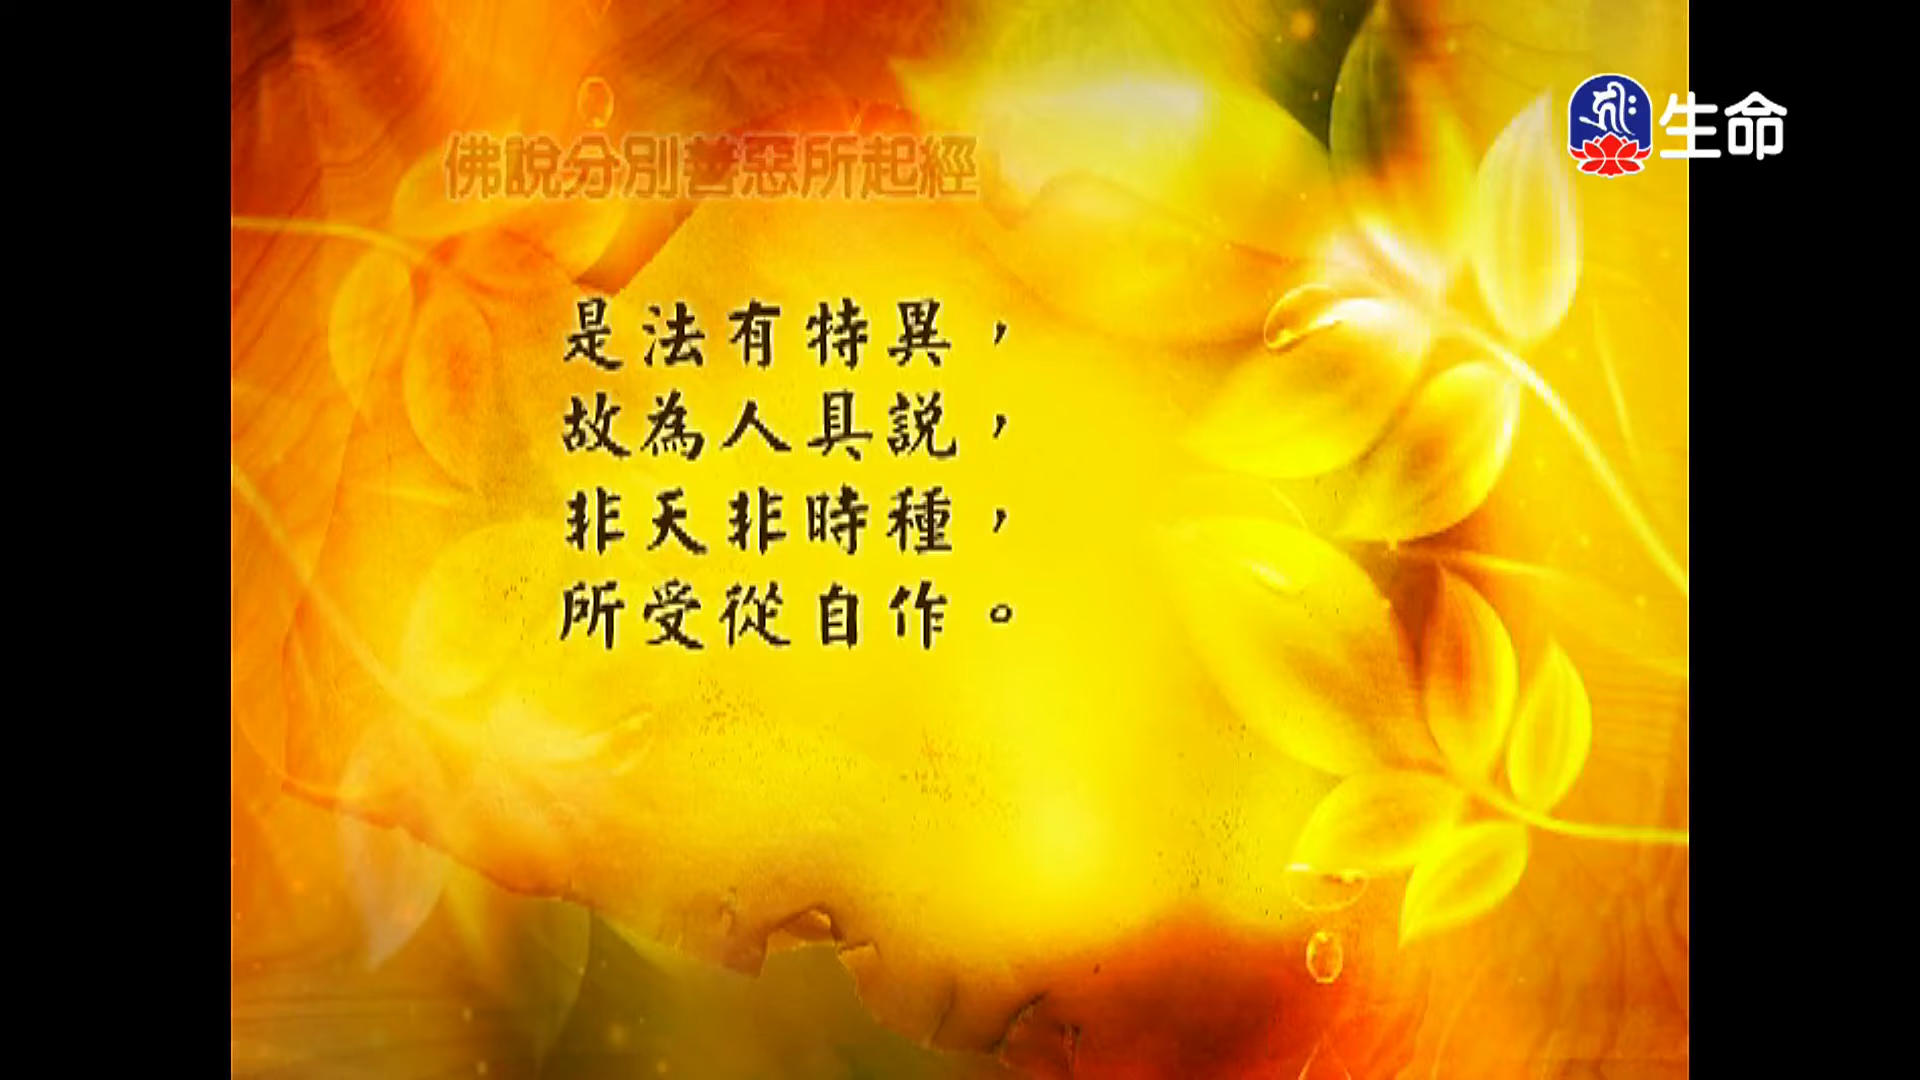 生命
佛說分別善惡所起經
是法有特異，
故為人具說，
非天非時種，
所受從自作。